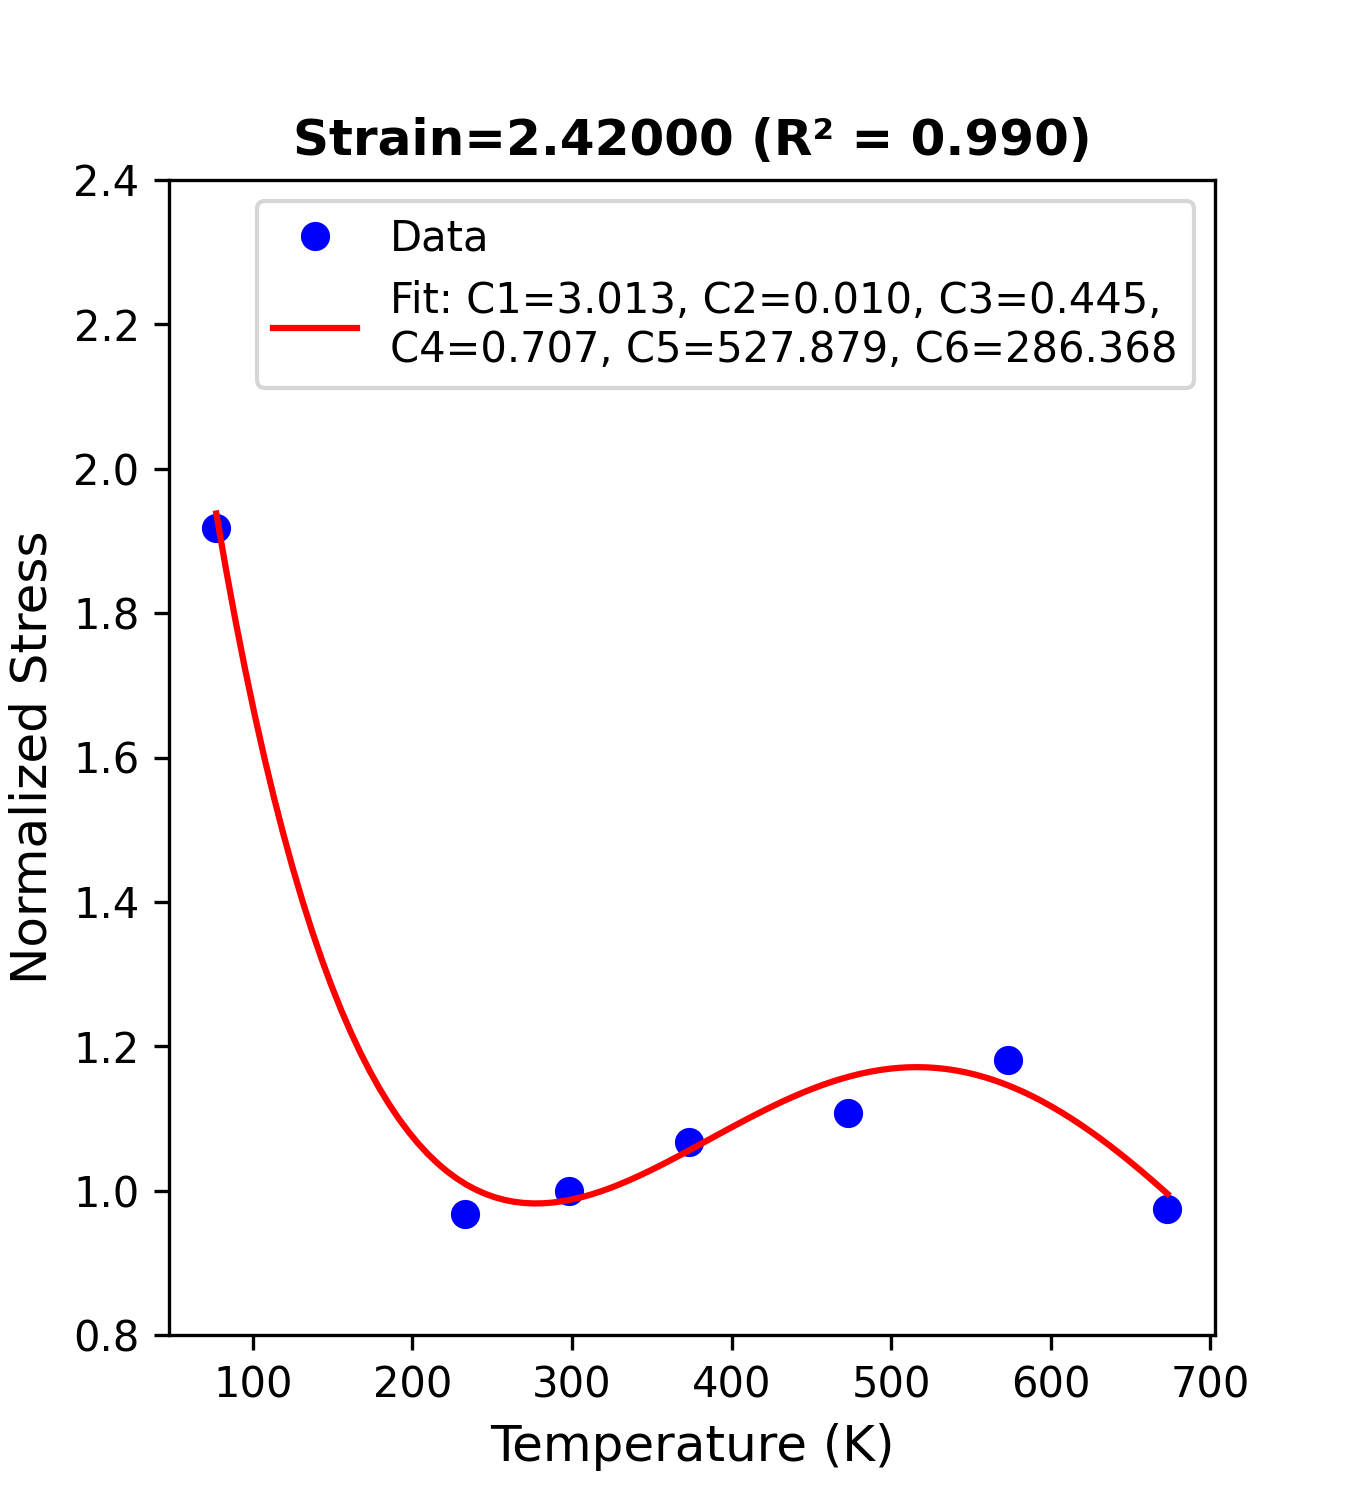 Strain=2.42000 (R² = 0.990)
Data
Fit: C1=3.013, C2=0.010, C3=0.445,
C4=0.707, C5=527.879, C6=286.368
Normalized Stress
2.4
2.2
2.0
1.8
1.6
1.4
1.2
1.0
0.8
100 200 300 400 500 600 700
Temperature (K)